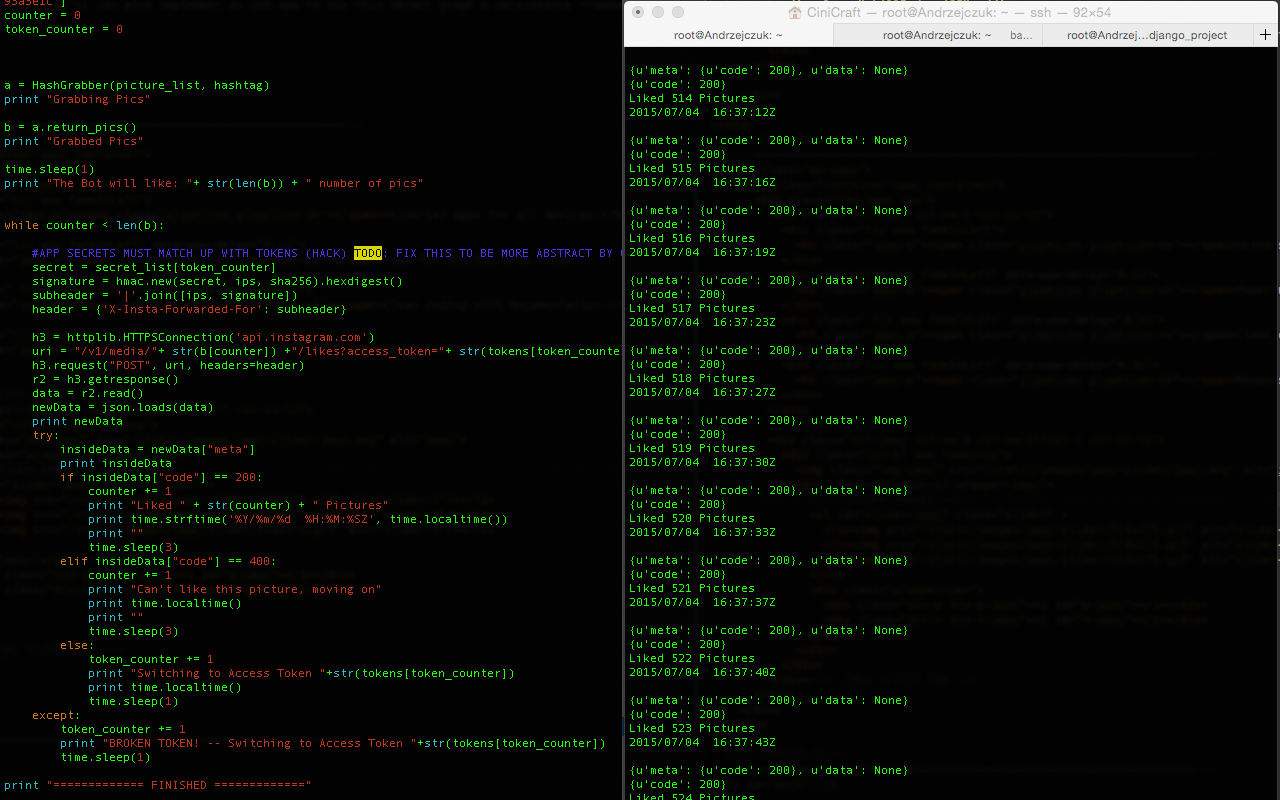 93a5e1c"]
counter = 0
token_counter = 0
a = HashGrabber(picture_list, hashtag)
print "Grabbing Pics"
b = a.return_pics()
print "Grabbed Pics"
time.sleep(1)
print "The Bot will like: "+ str(len(b)) + " number of pics"
while counter < len(b):
#APP SECRETS MUST MATCH UP WITH TOKENS (HACK) TODO: FIX THIS TO BE MORE ABSTRACT BY
secret = secret_list[token_counter]
signature = hmac.new(secret, ips, sha256).hexdigest()
subheader = '|'.join([ips, signature])
header = {'X-Insta-Forwarded-For': subheader}
h3 = httplib.HTTPSConnection('api.instagram.com')
uri = "/v1/media/"+ str(b[counter]) +"/likes?access_token="+ str(tokens[token_counte
h3.request("POST", uri, headers=header)
r2 = h3.getresponse()
data = r2.read()
newData = json.loads(data)
print newData
try:
insideData = newData["meta"]
print insideData
if insideData["code"] == 200:
counter += 1
print "Liked " + str(counter) + " Pictures"
print time.strftime('%Y/%m/%d  %H:%M:%SZ', time.localtime())
print ""
time.sleep(3)
elif insideData["code"] == 400:
counter += 1
print "Can't like this picture, moving on"
print time.localtime()
print ""
time.sleep(3)
else:
token_counter += 1
print "Switching to Access Token "+str(tokens[token_counter])
print time.localtime()
time.sleep(1)
except:
token_counter += 1
print "BROKEN TOKEN! -- Switching to Access Token "+str(tokens[token_counter])
time.sleep(1)
print "============= FINISHED ============="
CiniCraft — root@Andrzejczuk: ~ — ssh — 92×54
root@Andrzejczuk: ~
root@Andrzejczuk: ~ ba...
root@Andrzej...django_project
+
{u'meta': {u'code': 200}, u'data': None}
{u'code': 200}
Liked 514 Pictures
2015/07/04  16:37:12Z
{u'meta': {u'code': 200}, u'data': None}
{u'code': 200}
Liked 515 Pictures
2015/07/04  16:37:16Z
{u'meta': {u'code': 200}, u'data': None}
{u'code': 200}
Liked 516 Pictures
2015/07/04  16:37:19Z
{u'meta': {u'code': 200}, u'data': None}
{u'code': 200}
Liked 517 Pictures
2015/07/04  16:37:23Z
{u'meta': {u'code': 200}, u'data': None}
{u'code': 200}
Liked 518 Pictures
2015/07/04  16:37:27Z
{u'meta': {u'code': 200}, u'data': None}
{u'code': 200}
Liked 519 Pictures
2015/07/04  16:37:30Z
{u'meta': {u'code': 200}, u'data': None}
{u'code': 200}
Liked 520 Pictures
2015/07/04  16:37:33Z
{u'meta': {u'code': 200}, u'data': None}
{u'code': 200}
Liked 521 Pictures
2015/07/04  16:37:37Z
{u'meta': {u'code': 200}, u'data': None}
{u'code': 200}
Liked 522 Pictures
2015/07/04  16:37:40Z
{u'meta': {u'code': 200}, u'data': None}
{u'code': 200}
Liked 523 Pictures
2015/07/04  16:37:43Z
{u'meta': {u'code': 200}, u'data': None}
{u'code': 200}
Liked 524 Pictures